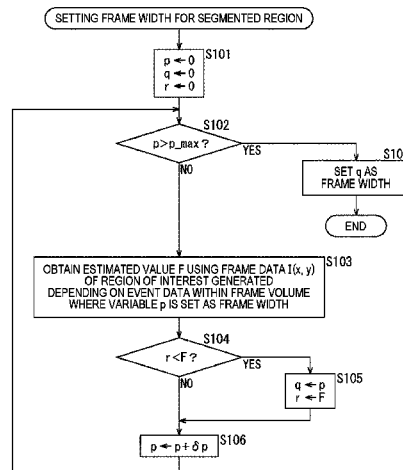 SETTING FRAME WIDTH FOR SEGMENTED REGION
S101
p ← 0
q ← 0
r ← 0
S102
p > p_max ?
YES
NO
S10
SET q AS
FRAME WIDTH
END
S103
OBTAIN ESTIMATED VALUE F USING FRAME DATA I(x, y)
OF REGION OF INTEREST GENERATED
DEPENDING ON EVENT DATA WITHIN FRAME VOLUME
WHERE VARIABLE p IS SET AS FRAME WIDTH
S104
r < F ?
YES
NO
S105
q ← p
r ← F
S106
p ← p + δp